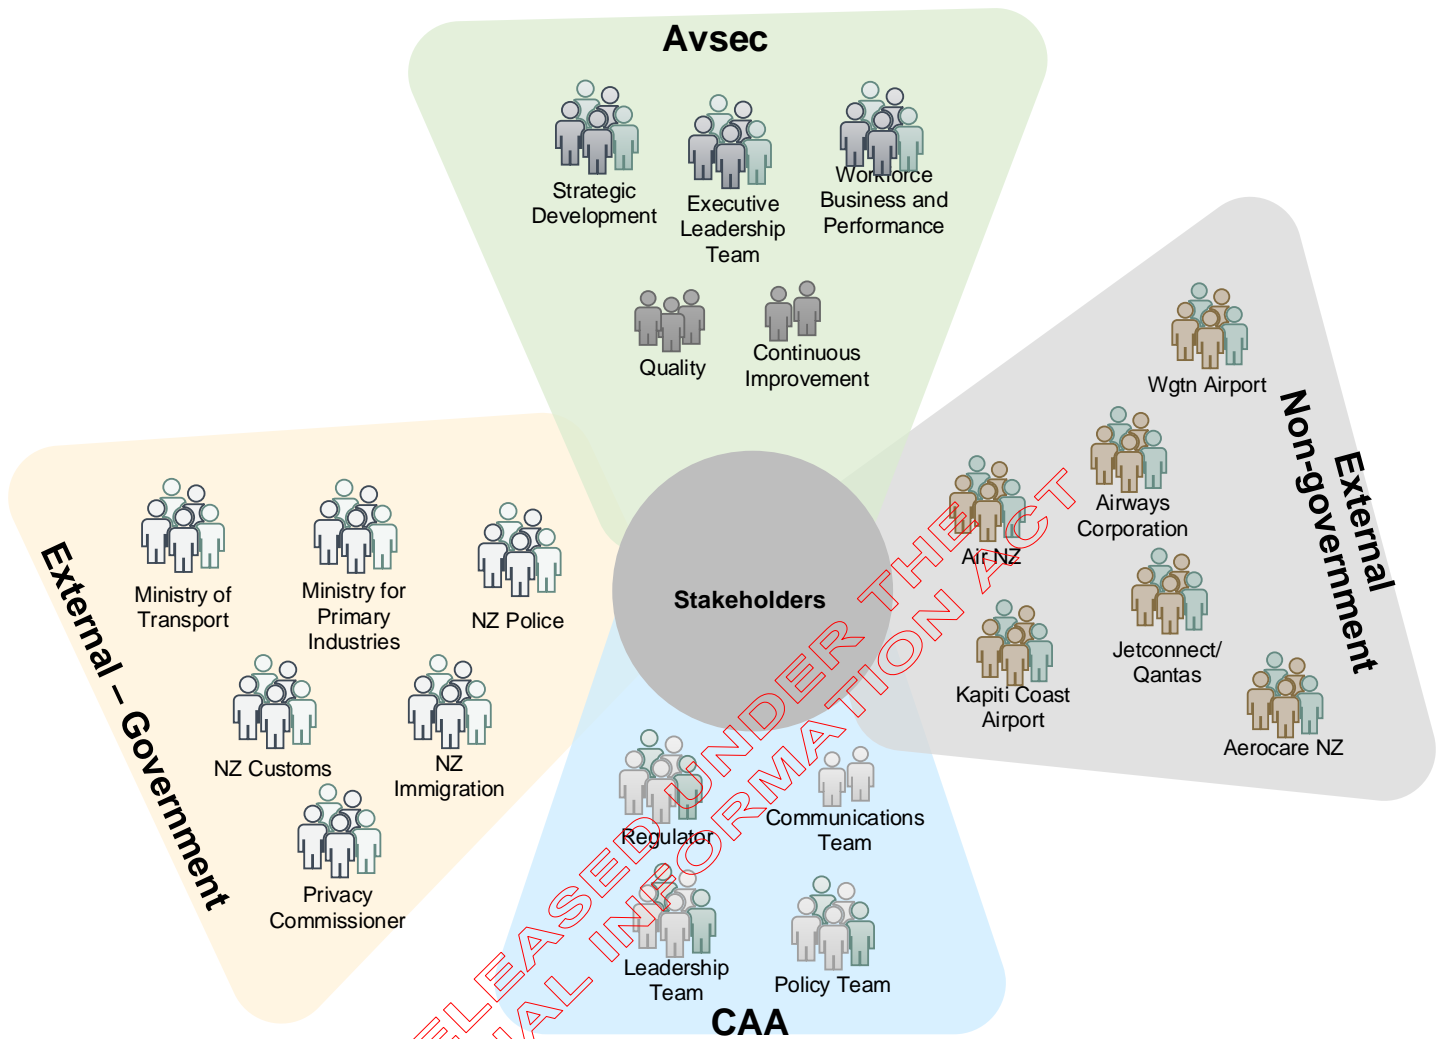 Avsec
Strategic
Development
Executive
Leadership
Team
Workforce
Business and
Performance
Quality
Continuous
Improvement
External
Non-government
Wgtn Airport
Airways
Corporation
Air NZ
Jetconnect/
Qantas
Kapiti Coast
Airport
Aerocare NZ
Stakeholders
External – Government
Ministry of
Transport
Ministry for
Primary
Industries
NZ Police
NZ Customs
NZ
Immigration
Privacy
Commissioner
Regulator
Communications
Team
Leadership
Team
Policy Team
CAA
ELEASED UNDER THE
IAL INFORMATION ACT